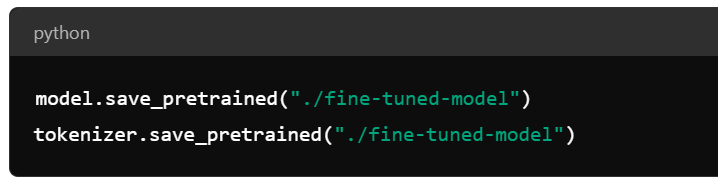 python
model.save_pretrained("./fine-tuned-model")
tokenizer.save_pretrained("./fine-tuned-model")